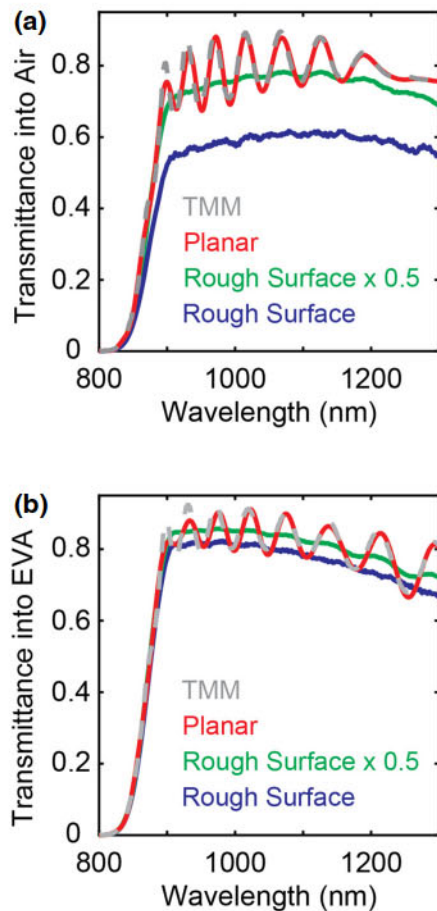 (a)
Transmittance into Air
0.8
0.6
0.4
0.2
0
TMM
Planar
Rough Surface x 0.5
Rough Surface
800 1000 1200
Wavelength (nm)
(b)
Transmittance into EVA
0.8
0.6
0.4
0.2
0
TMM
Planar
Rough Surface x 0.5
Rough Surface
800 1000 1200
Wavelength (nm)